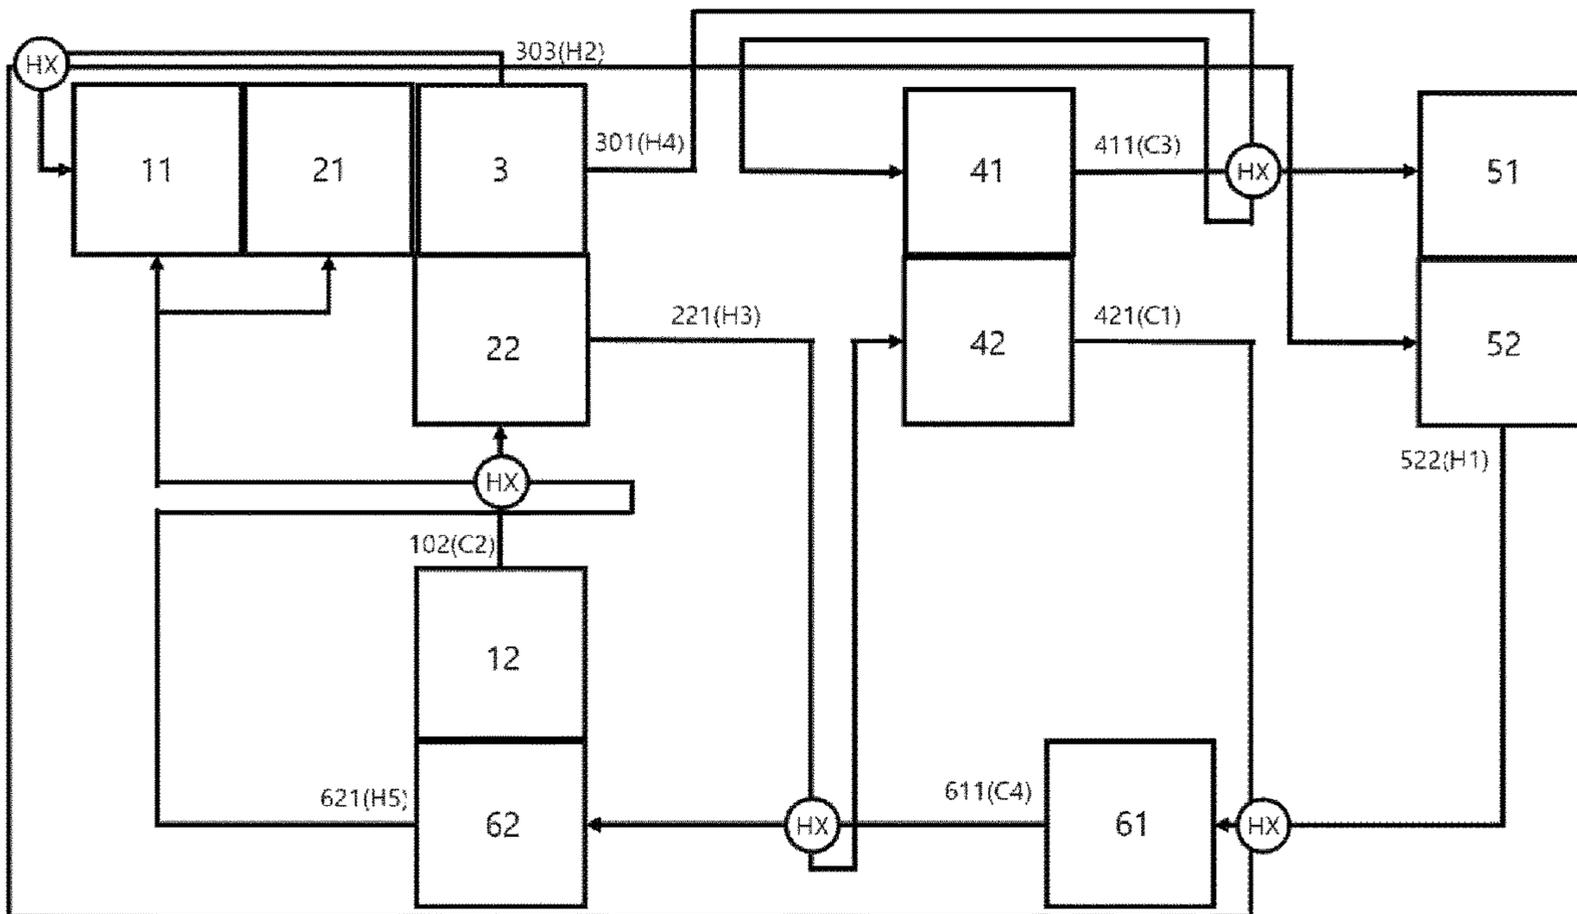 303(H2)
HX
301(H4)
411(C3)
11
21
3
41
HX
51
221(H3)
421(C1)
22
42
52
522(H1)
HX
102(C2)
12
621(H5)
611(C4)
62
HX
61
HX